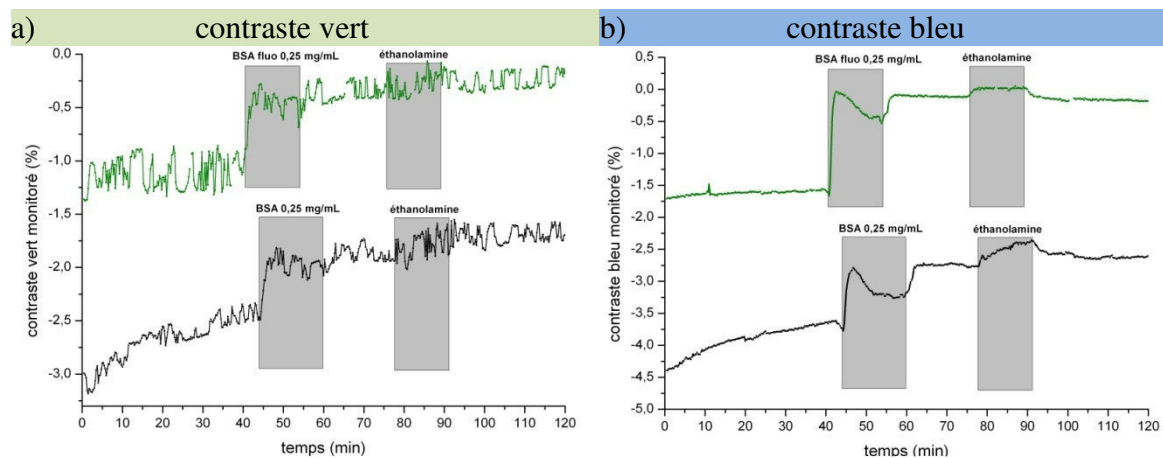 a) contraste vert
b) contraste bleu
BSA fluo 0,25 mg/mL
éthanolamine
BSA 0,25 mg/mL
éthanolamine
contraste vert monitoré (%)
0,0
-0,5
-1,0
-1,5
-2,0
-2,5
-3,0
0 10 20 30 40 50 60 70 80 90 100 110 120
temps (min)
BSA fluo 0,25 mg/mL
éthanolamine
BSA 0,25 mg/mL
éthanolamine
contraste bleu monitoré (%)
0,5
0,0
-0,5
-1,0
-1,5
-2,0
-2,5
-3,0
-3,5
-4,0
-4,5
-5,0
0 10 20 30 40 50 60 70 80 90 100 110 120
temps (min)